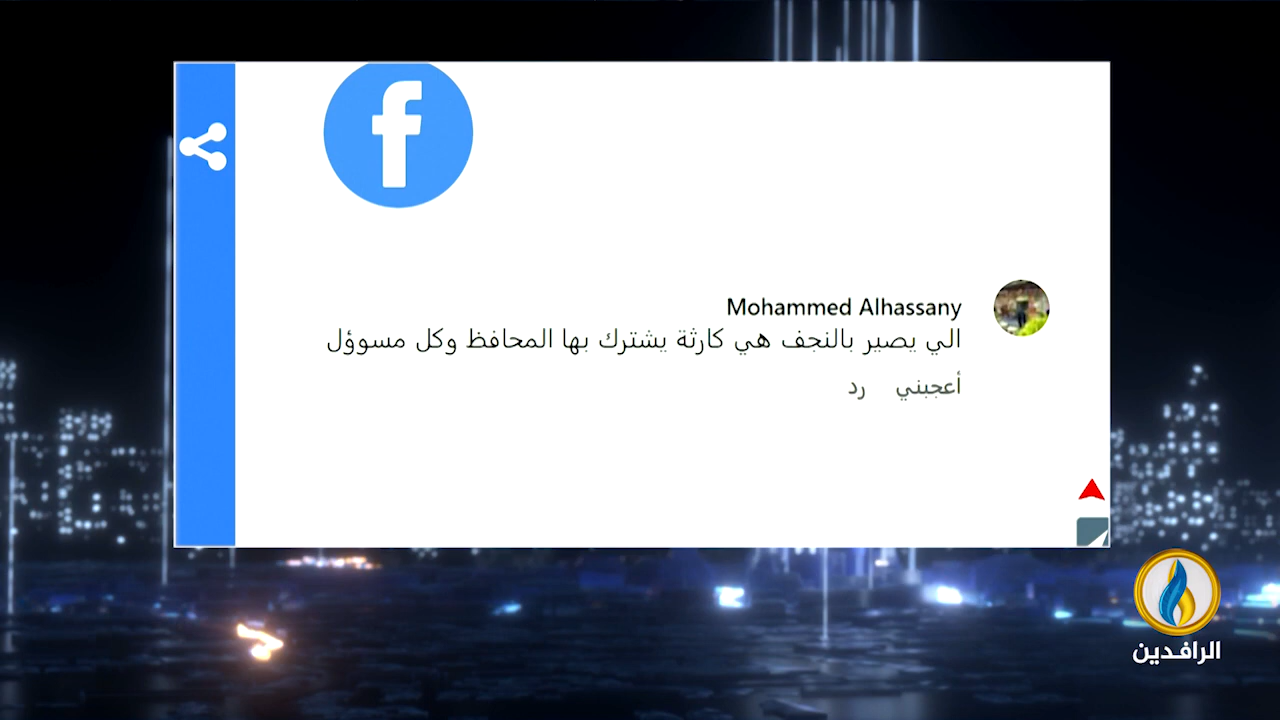 Mohammed Alhassany
الي يصير بالنجف هي كارثة يشترك بها المحافظ وكل مسوؤل
أعجبني رد
الرافدين